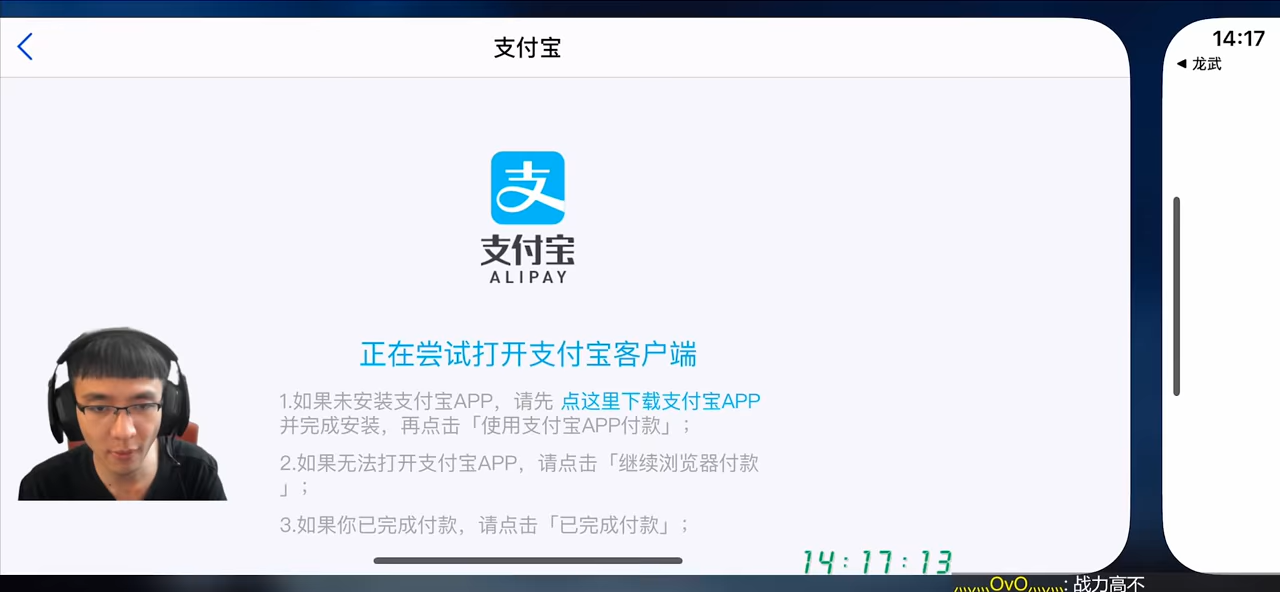 支付宝
14:17
◀ 龙武
支
支付宝
ALIPAY
正在尝试打开支付宝客户端
1.如果未安装支付宝APP，请先 点这里下载支付宝APP
并完成安装，再点击「使用支付宝APP付款」；
2.如果无法打开支付宝APP，请点击「继续浏览器付款
」；
3.如果你已完成付款，请点击「已完成付款」；
14:17:13
OvO : 战力高不